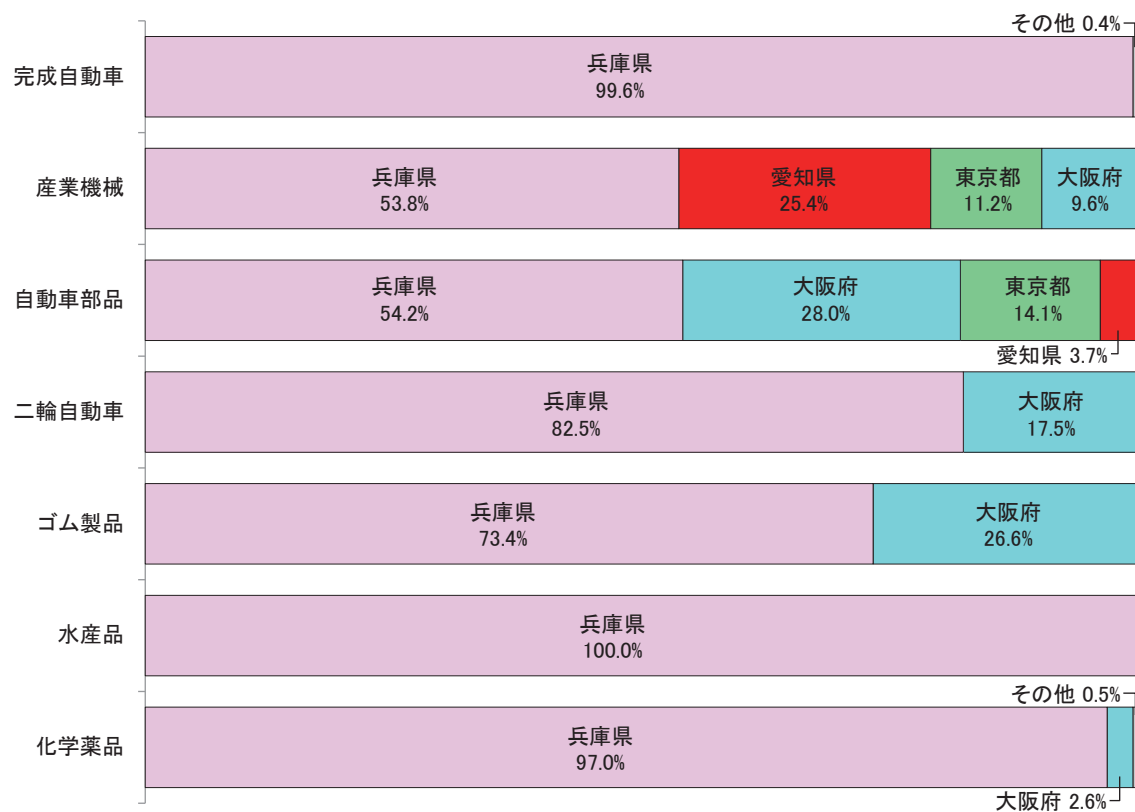 その他 0.4%
完成自動車
兵庫県
99.6%
産業機械
兵庫県
53.8%
愛知県
25.4%
東京都
11.2%
大阪府
9.6%
自動車部品
兵庫県
54.2%
大阪府
28.0%
東京都
14.1%
愛知県 3.7%
二輪自動車
兵庫県
82.5%
大阪府
17.5%
ゴム製品
兵庫県
73.4%
大阪府
26.6%
水産品
兵庫県
100.0%
その他 0.5%
化学薬品
兵庫県
97.0%
大阪府 2.6%